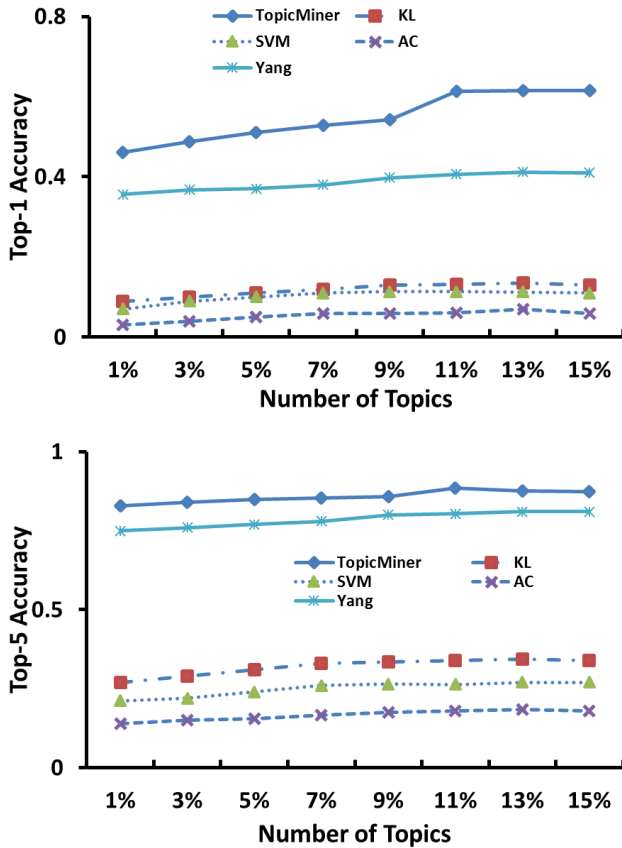 0.8
TopicMiner KL
SVM AC
Yang
0.4
0
Top-1 Accuracy
1% 3% 5% 7% 9% 11% 13% 15%
Number of Topics
1
TopicMiner KL
SVM AC
Yang
0.5
0
Top-5 Accuracy
1% 3% 5% 7% 9% 11% 13% 15%
Number of Topics